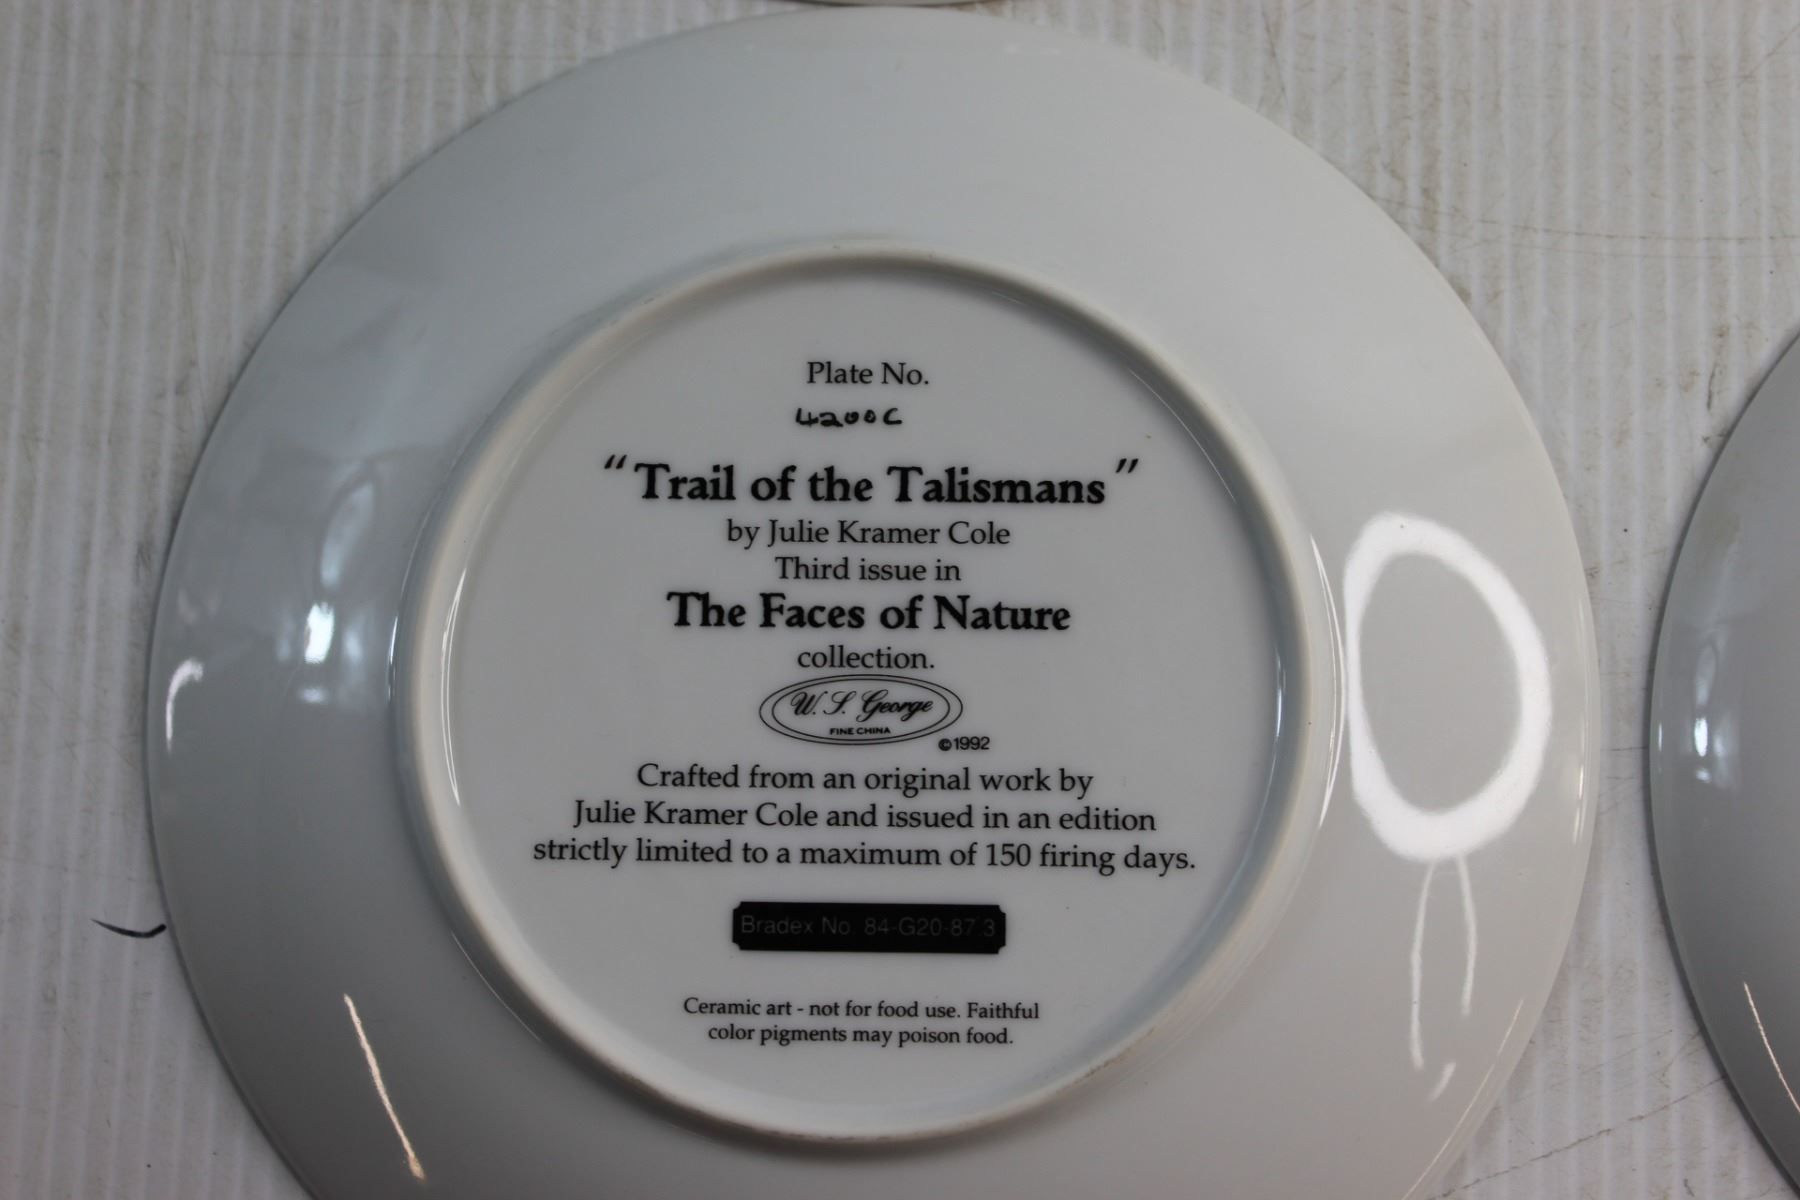 Plate No.
4200C
"Trail of the Talismans"
by Julie Kramer Cole
Third issue in
The Faces of Nature
collection.
W. S. George
FINE CHINA
©1992
Crafted from an original work by
Julie Kramer Cole and issued in an edition
strictly limited to a maximum of 150 firing days.
Bradex No. 84-G20-87.3
Ceramic art - not for food use. Faithful
color pigments may poison food.